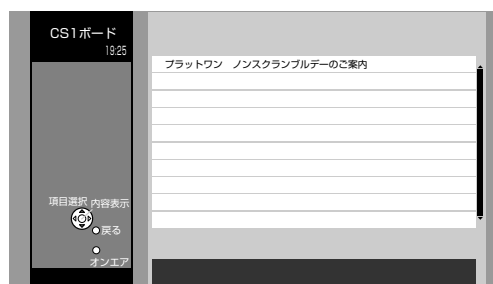 CS1ボード
19:25
プラットワン　ノンスクランブルデーのご案内
項目選択 内容表示
戻る
オンエア